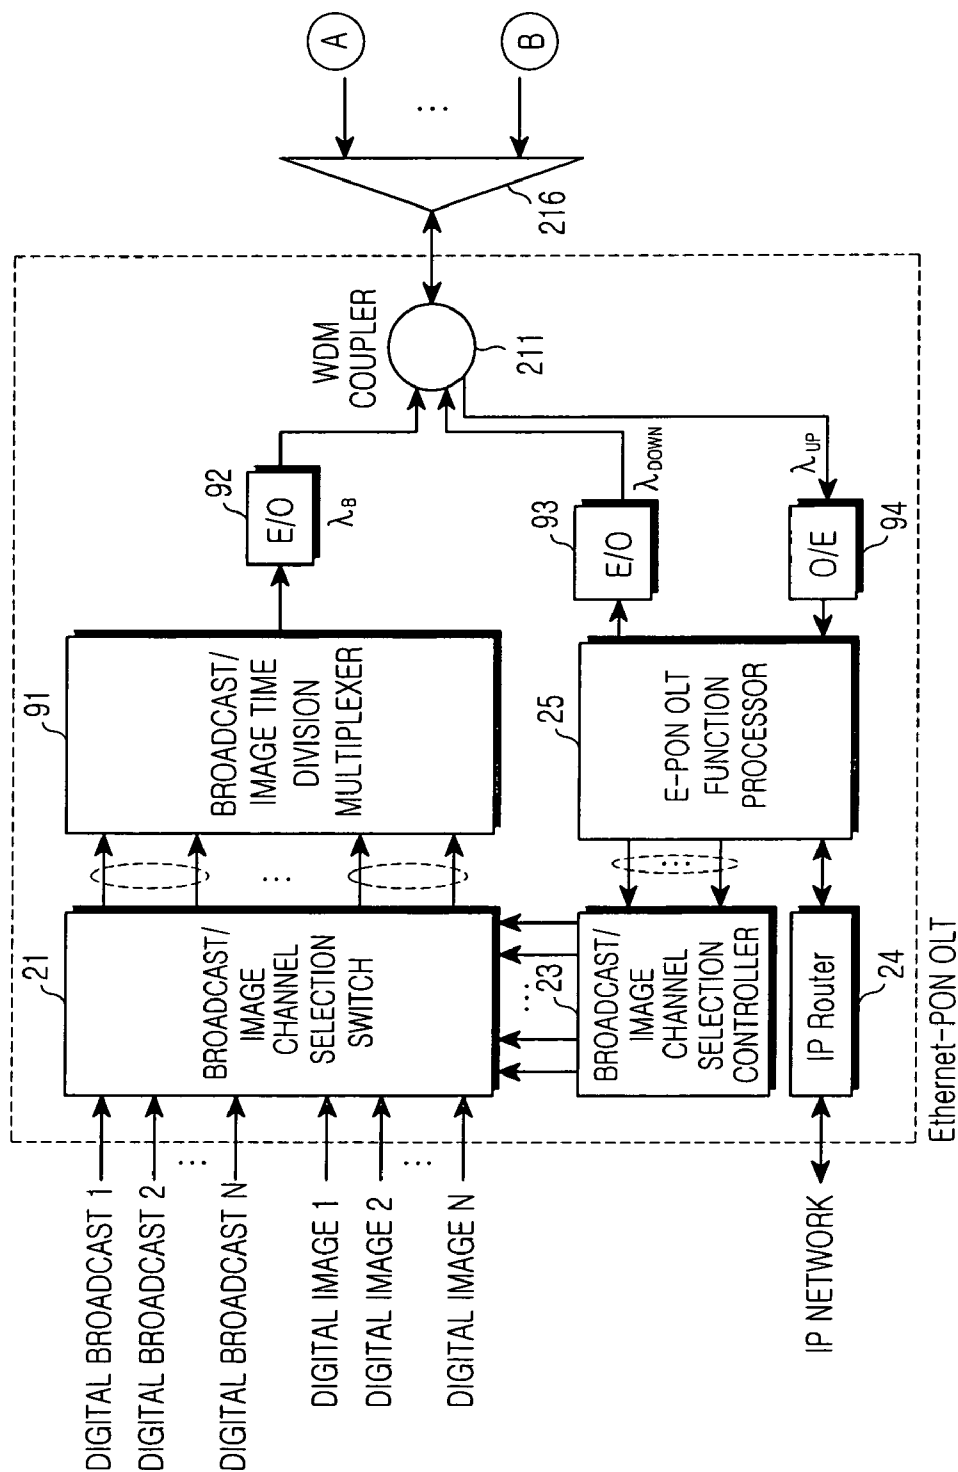 DIGITAL BROADCAST 1
DIGITAL BROADCAST 2
...
DIGITAL BROADCAST N
DIGITAL IMAGE 1
DIGITAL IMAGE 2
...
DIGITAL IMAGE N
IP NETWORK
21
BROADCAST/
IMAGE
CHANNEL
SELECTION
SWITCH
...
23
BROADCAST/
IMAGE
CHANNEL
SELECTION
CONTROLLER
IP Router
24
...
...
91
BROADCAST/
IMAGE TIME
DIVISION
MULTIPLEXER
25
E-PON OLT
FUNCTION
PROCESSOR
92
E/O
λB
93
E/O
λDOWN
O/E
94
λUP
WDM
COUPLER
211
216
A
...
B
Ethernet-PON OLT